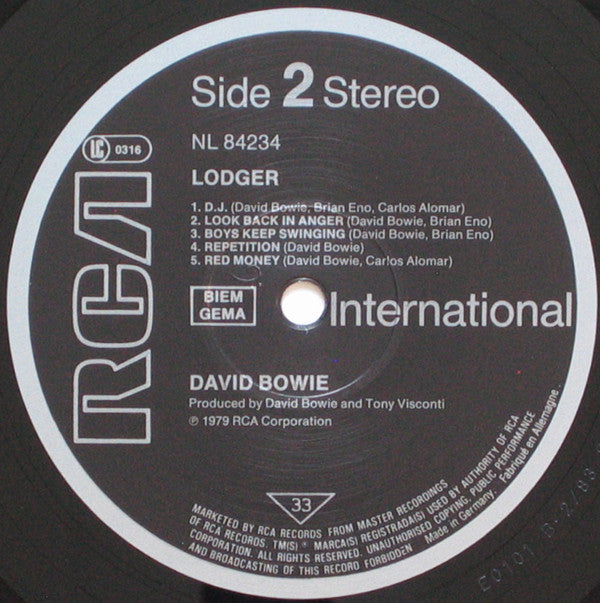 Side 2 Stereo
NL 84234
LC 0316
LODGER
1. D.J. (David Bowie, Brian Eno, Carlos Alomar)
2. LOOK BACK IN ANGER (David Bowie, Brian Eno)
3. BOYS KEEP SWINGING (David Bowie, Brian Eno)
4. REPETITION (David Bowie)
5. RED MONEY (David Bowie, Carlos Alomar)
RCA
BIEM
GEMA
International
DAVID BOWIE
Produced by David Bowie and Tony Visconti
℗ 1979 RCA Corporation
33
MARKETED BY RCA RECORDS FROM MASTER RECORDINGS
OF RCA RECORDS. TM(S) ® MARCA(S) REGISTRADA(S) USED BY AUTHORITY OF RCA
CORPORATION. ALL RIGHTS RESERVED. UNAUTHORISED COPYING, PUBLIC PERFORMANCE
AND BROADCASTING OF THIS RECORD FORBIDDEN
Made in Germany. Fabriqué en Allemagne